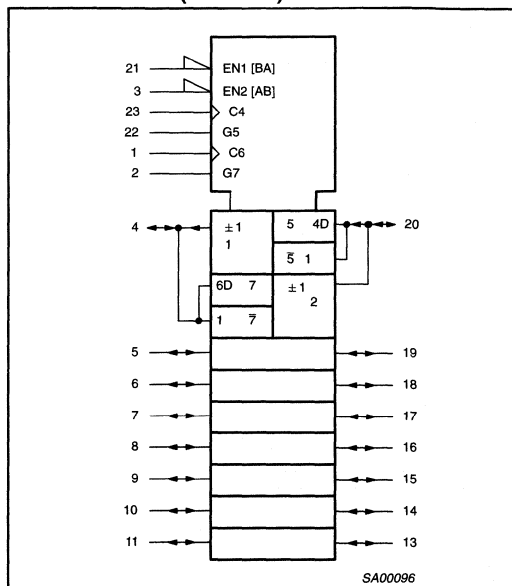 21 EN1 [BA]
3 EN2 [AB]
23 C4
22 G5
1 C6
2 G7
4 ±1 5 4D 20
1 5̅ 1
6D 7 ±1
2
1 7̅
5 19
6 18
7 17
8 16
9 15
10 14
11 13
SA00096